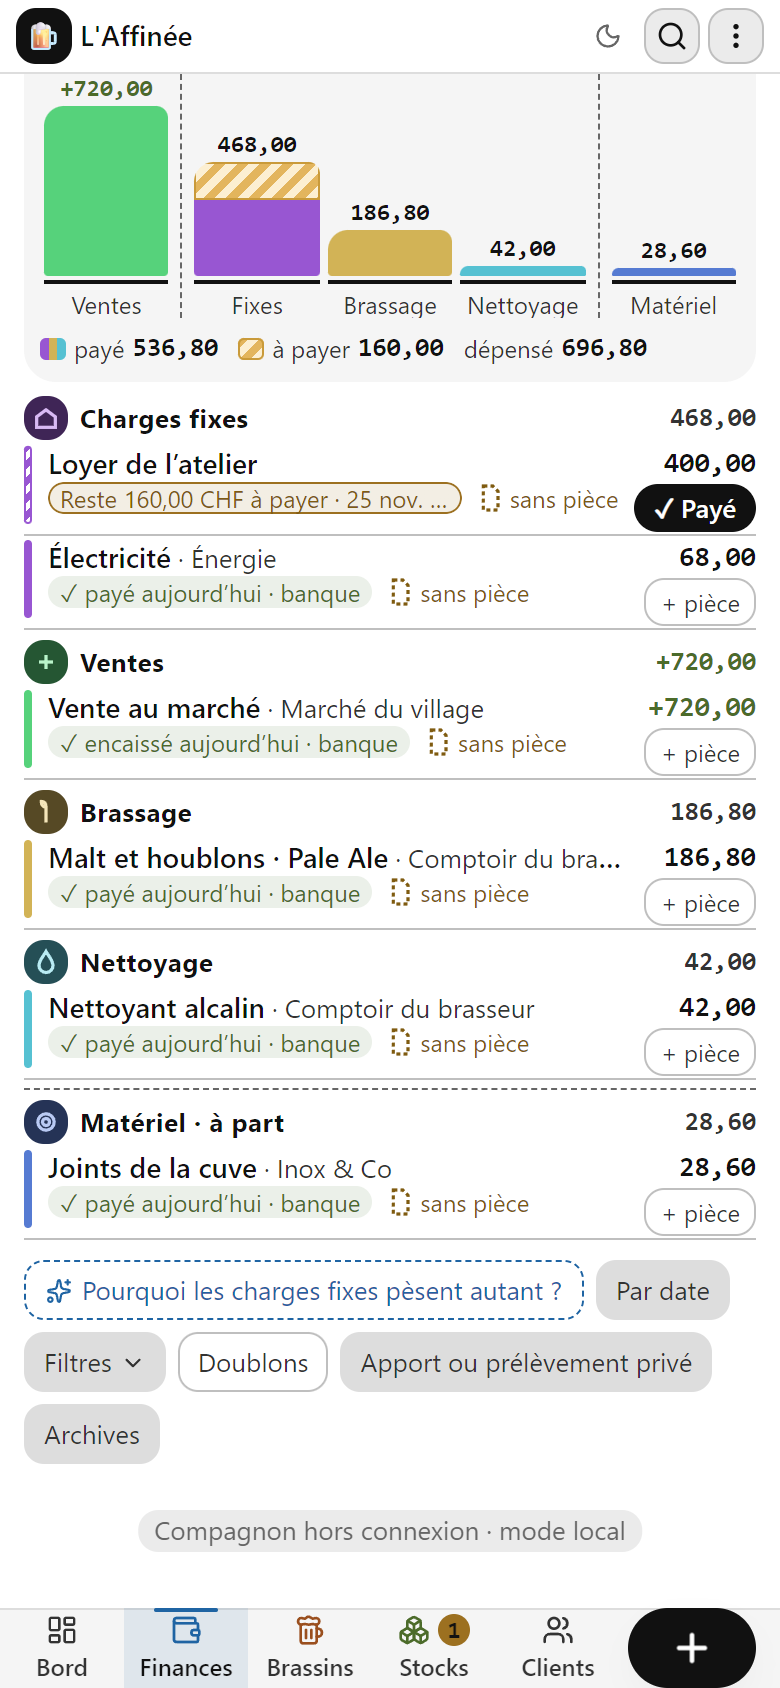 L'Affinée
+720,00
468,00
186,80
42,00
28,60
Ventes
Fixes
Brassage
Nettoyage
Matériel
payé 536,80 à payer 160,00 dépensé 696,80
Charges fixes 468,00
Loyer de l’atelier 400,00
Reste 160,00 CHF à payer · 25 nov. ... sans pièce ✓ Payé
Électricité · Énergie 68,00
✓ payé aujourd’hui · banque sans pièce + pièce
Ventes +720,00
Vente au marché · Marché du village +720,00
✓ encaissé aujourd’hui · banque sans pièce + pièce
Brassage 186,80
Malt et houblons · Pale Ale · Comptoir du bra... 186,80
✓ payé aujourd’hui · banque sans pièce + pièce
Nettoyage 42,00
Nettoyant alcalin · Comptoir du brasseur 42,00
✓ payé aujourd’hui · banque sans pièce + pièce
Matériel · à part 28,60
Joints de la cuve · Inox & Co 28,60
✓ payé aujourd’hui · banque sans pièce + pièce
Pourquoi les charges fixes pèsent autant ? Par date
Filtres Doublons Apport ou prélèvement privé
Archives
Compagnon hors connexion · mode local
1
Bord Finances Brassins Stocks Clients